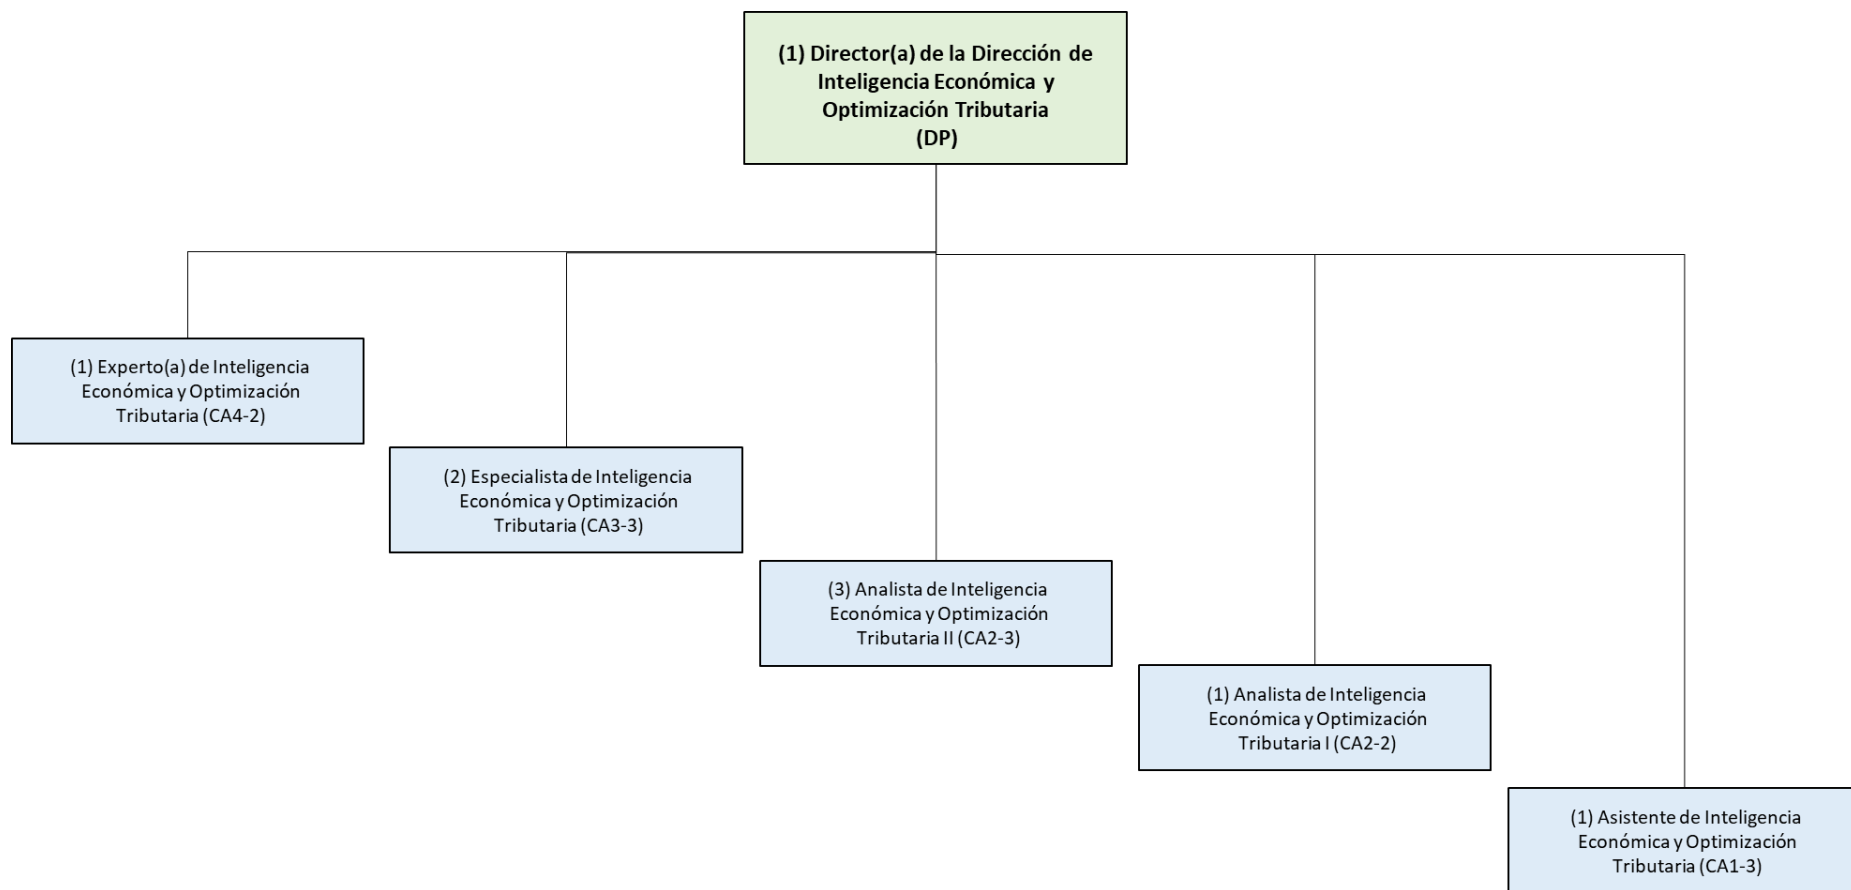 (1) Director(a) de la Dirección de
Inteligencia Económica y
Optimización Tributaria
(DP)
(1) Experto(a) de Inteligencia
Económica y Optimización
Tributaria (CA4-2)
(2) Especialista de Inteligencia
Económica y Optimización
Tributaria (CA3-3)
(3) Analista de Inteligencia
Económica y Optimización
Tributaria II (CA2-3)
(1) Analista de Inteligencia
Económica y Optimización
Tributaria I (CA2-2)
(1) Asistente de Inteligencia
Económica y Optimización
Tributaria (CA1-3)